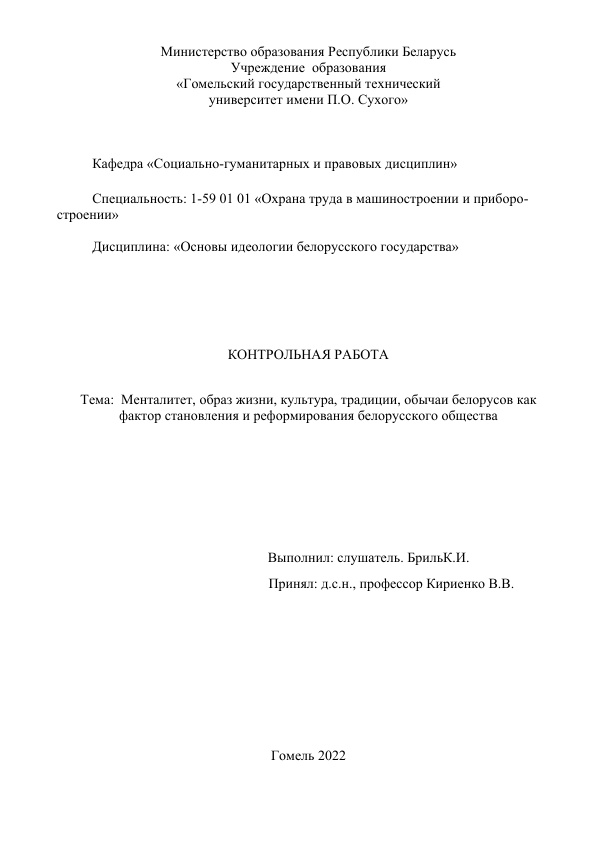 Министерство образования Республики Беларусь
Учреждение  образования
«Гомельский государственный технический
университет имени П.О. Сухого»
Кафедра «Социально-гуманитарных и правовых дисциплин»
Специальность: 1-59 01 01 «Охрана труда в машиностроении и приборо-
строении»
Дисциплина: «Основы идеологии белорусского государства»
КОНТРОЛЬНАЯ РАБОТА
Тема:  Менталитет, образ жизни, культура, традиции, обычаи белорусов как
фактор становления и реформирования белорусского общества
Выполнил: слушатель. БрильК.И.
Принял: д.с.н., профессор Кириенко В.В.
Гомель 2022